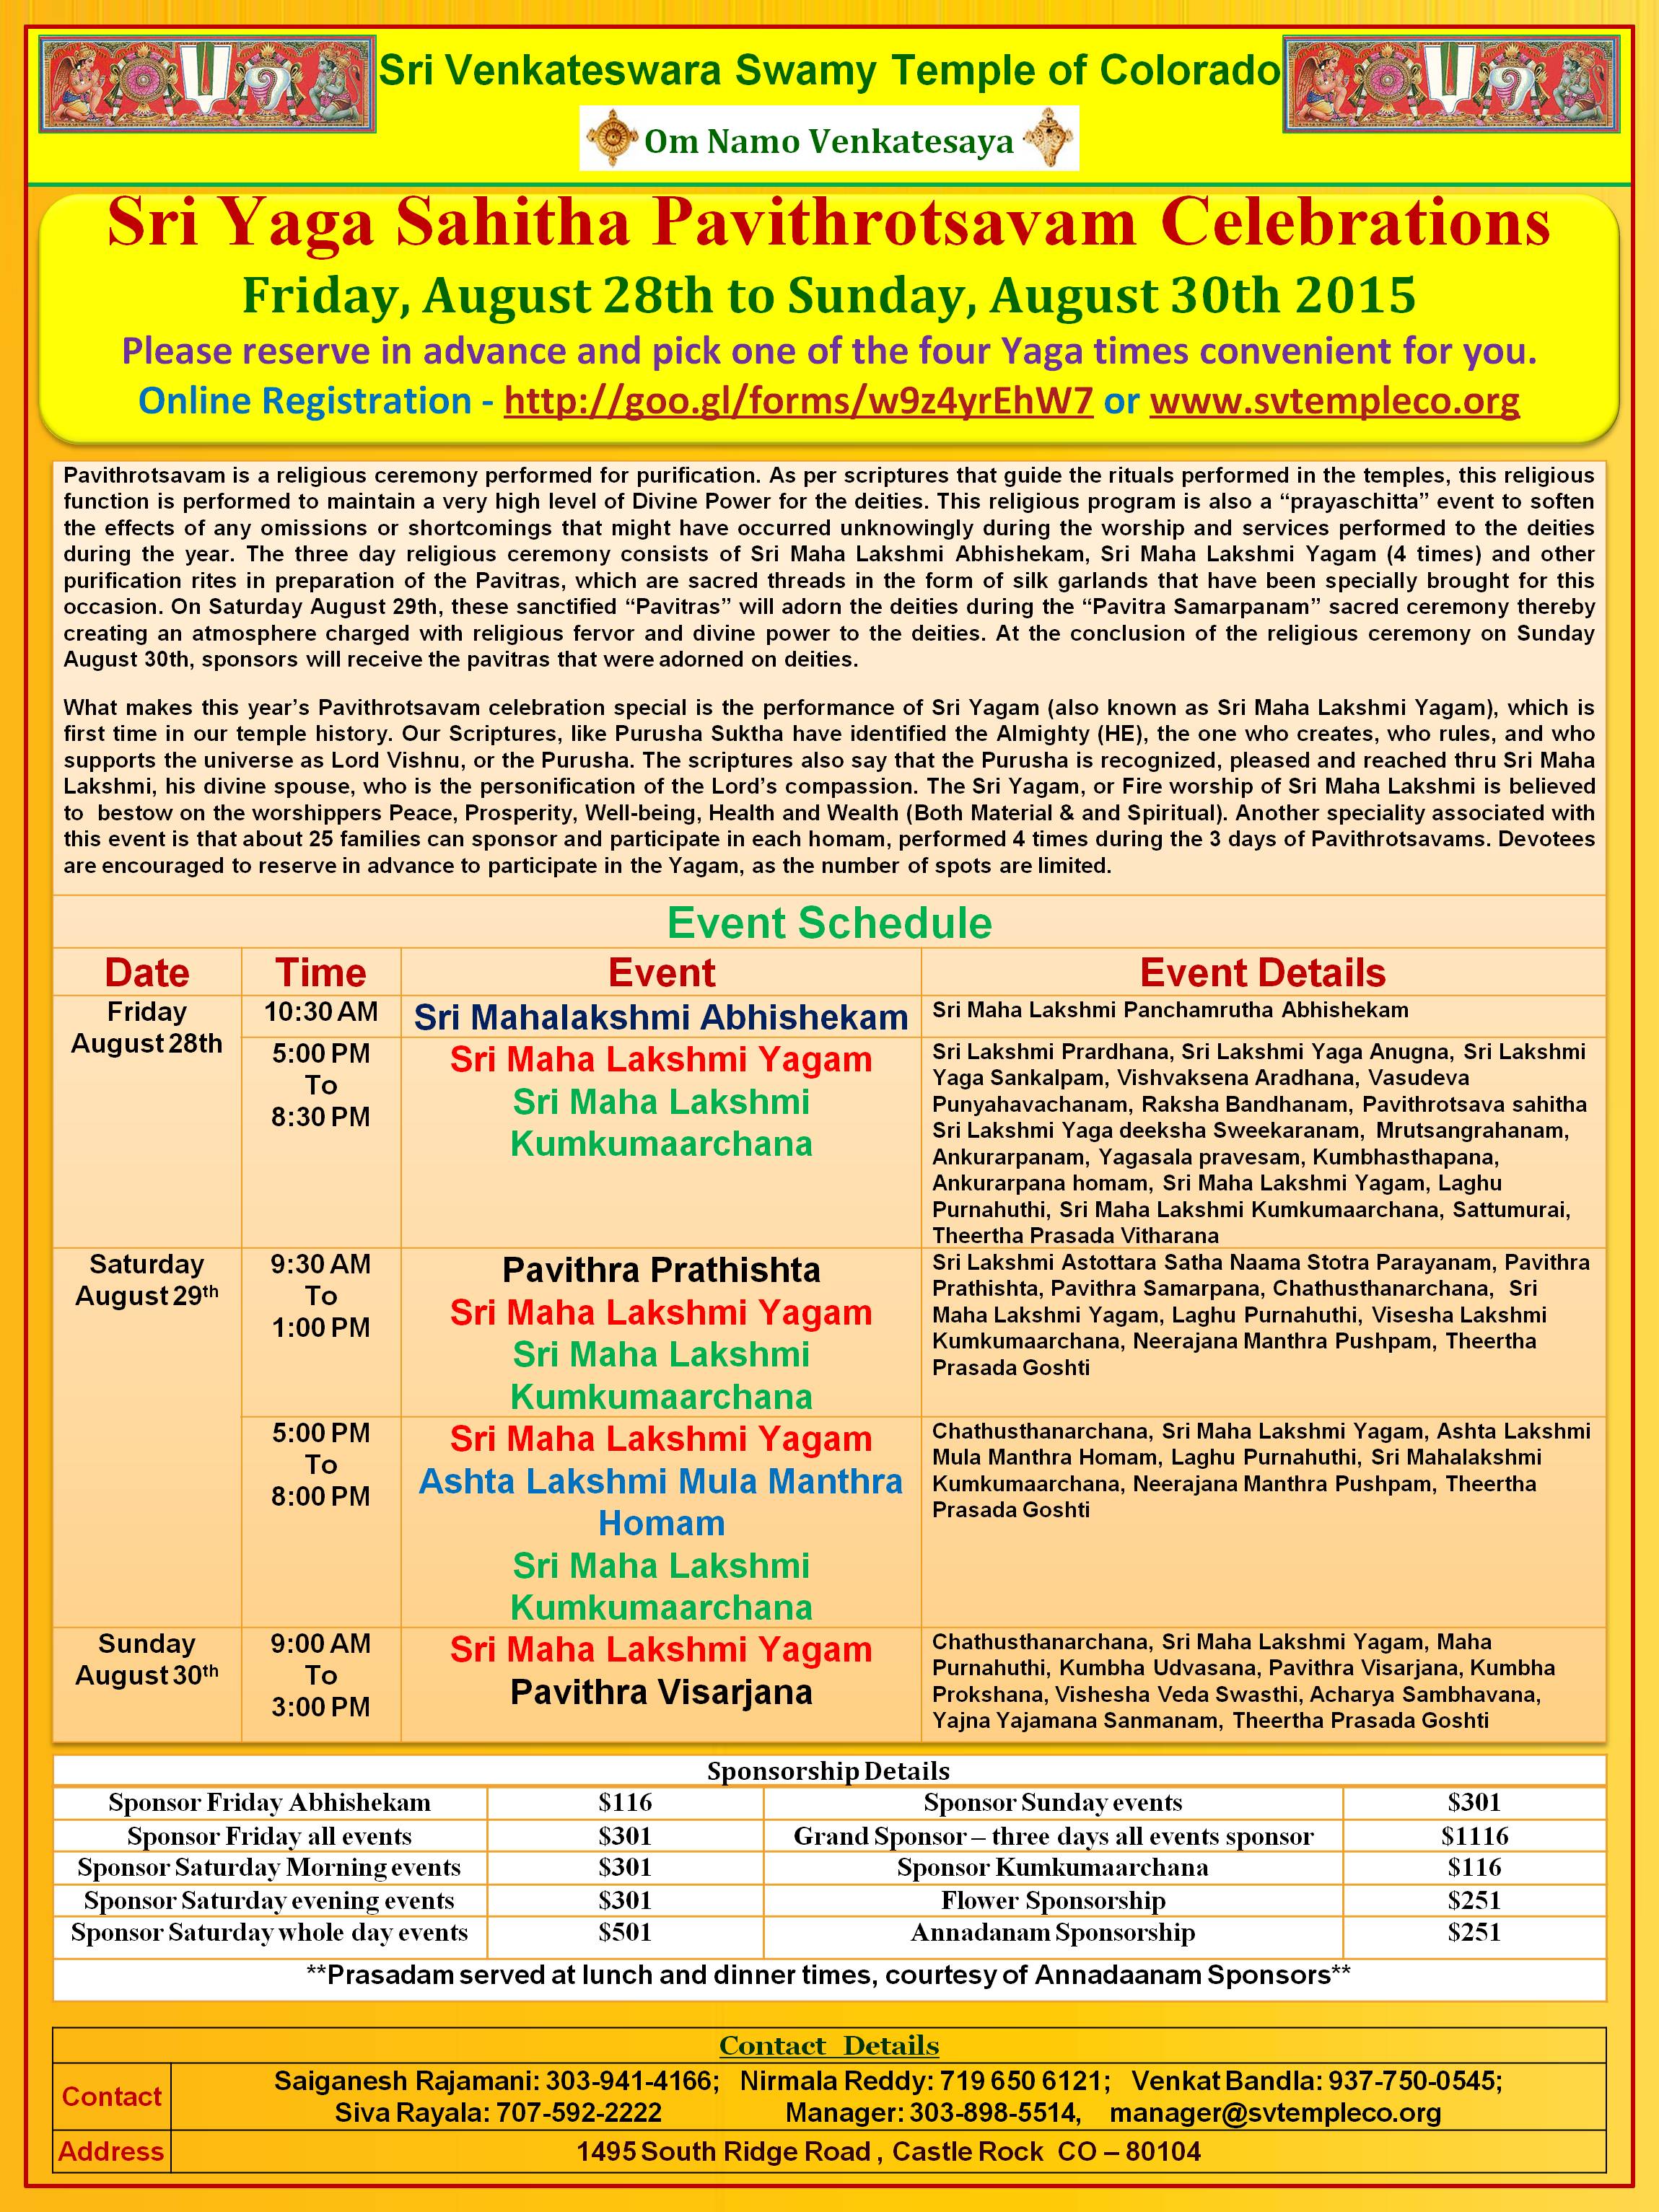 Sri Venkateswara Swamy Temple of Colorado
Om Namo Venkatesaya
Sri Yaga Sahitha Pavithrotsavam Celebrations
Friday, August 28th to Sunday, August 30th 2015
Please reserve in advance and pick one of the four Yaga times convenient for you.
Online Registration - http://goo.gl/forms/w9z4yrEhW7 or www.svtempleco.org
Pavithrotsavam is a religious ceremony performed for purification. As per scriptures that guide the rituals performed in the temples, this religious
function is performed to maintain a very high level of Divine Power for the deities. This religious program is also a “prayaschitta” event to soften
the effects of any omissions or shortcomings that might have occurred unknowingly during the worship and services performed to the deities
during the year. The three day religious ceremony consists of Sri Maha Lakshmi Abhishekam, Sri Maha Lakshmi Yagam (4 times) and other
purification rites in preparation of the Pavitras, which are sacred threads in the form of silk garlands that have been specially brought for this
occasion. On Saturday August 29th, these sanctified “Pavitras” will adorn the deities during the “Pavitra Samarpanam” sacred ceremony thereby
creating an atmosphere charged with religious fervor and divine power to the deities. At the conclusion of the religious ceremony on Sunday
August 30th, sponsors will receive the pavitras that were adorned on deities.
What makes this year’s Pavithrotsavam celebration special is the performance of Sri Yagam (also known as Sri Maha Lakshmi Yagam), which is
first time in our temple history. Our Scriptures, like Purusha Suktha have identified the Almighty (HE), the one who creates, who rules, and who
supports the universe as Lord Vishnu, or the Purusha. The scriptures also say that the Purusha is recognized, pleased and reached thru Sri Maha
Lakshmi, his divine spouse, who is the personification of the Lord’s compassion. The Sri Yagam, or Fire worship of Sri Maha Lakshmi is believed
to bestow on the worshippers Peace, Prosperity, Well-being, Health and Wealth (Both Material & and Spiritual). Another speciality associated with
this event is that about 25 families can sponsor and participate in each homam, performed 4 times during the 3 days of Pavithrotsavams. Devotees
are encouraged to reserve in advance to participate in the Yagam, as the number of spots are limited.
Event Schedule
Date Time Event Event Details
Friday
August 28th
10:30 AM
Sri Mahalakshmi Abhishekam
Sri Maha Lakshmi Panchamrutha Abhishekam
5:00 PM
To
8:30 PM
Sri Maha Lakshmi Yagam
Sri Maha Lakshmi
Kumkumaarchana
Sri Lakshmi Prardhana, Sri Lakshmi Yaga Anugna, Sri Lakshmi
Yaga Sankalpam, Vishvaksena Aradhana, Vasudeva
Punyahavachanam, Raksha Bandhanam, Pavithrotsava sahitha
Sri Lakshmi Yaga deeksha Sweekaranam, Mrutsangrahanam,
Ankurarpanam, Yagasala pravesam, Kumbhasthapana,
Ankurarpana homam, Sri Maha Lakshmi Yagam, Laghu
Purnahuthi, Sri Maha Lakshmi Kumkumaarchana, Sattumurai,
Theertha Prasada Vitharana
Saturday
August 29th
9:30 AM
To
1:00 PM
Pavithra Prathishta
Sri Maha Lakshmi Yagam
Sri Maha Lakshmi
Kumkumaarchana
Sri Lakshmi Astottara Satha Naama Stotra Parayanam, Pavithra
Prathishta, Pavithra Samarpana, Chathusthanarchana, Sri
Maha Lakshmi Yagam, Laghu Purnahuthi, Visesha Lakshmi
Kumkumaarchana, Neerajana Manthra Pushpam, Theertha
Prasada Goshti
5:00 PM
To
8:00 PM
Sri Maha Lakshmi Yagam
Ashta Lakshmi Mula Manthra
Homam
Sri Maha Lakshmi
Kumkumaarchana
Chathusthanarchana, Sri Maha Lakshmi Yagam, Ashta Lakshmi
Mula Manthra Homam, Laghu Purnahuthi, Sri Mahalakshmi
Kumkumaarchana, Neerajana Manthra Pushpam, Theertha
Prasada Goshti
Sunday
August 30th
9:00 AM
To
3:00 PM
Sri Maha Lakshmi Yagam
Pavithra Visarjana
Chathusthanarchana, Sri Maha Lakshmi Yagam, Maha
Purnahuthi, Kumbha Udvasana, Pavithra Visarjana, Kumbha
Prokshana, Vishesha Veda Swasthi, Acharya Sambhavana,
Yajna Yajamana Sanmanam, Theertha Prasada Goshti
Sponsorship Details
Sponsor Friday Abhishekam $116 Sponsor Sunday events $301
Sponsor Friday all events $301 Grand Sponsor – three days all events sponsor $1116
Sponsor Saturday Morning events $301 Sponsor Kumkumaarchana $116
Sponsor Saturday evening events $301 Flower Sponsorship $251
Sponsor Saturday whole day events $501 Annadanam Sponsorship $251
**Prasadam served at lunch and dinner times, courtesy of Annadaanam Sponsors**
Contact Details
Contact
Saiganesh Rajamani: 303-941-4166; Nirmala Reddy: 719 650 6121; Venkat Bandla: 937-750-0545;
Siva Rayala: 707-592-2222 Manager: 303-898-5514, manager@svtempleco.org
Address 1495 South Ridge Road , Castle Rock CO – 80104